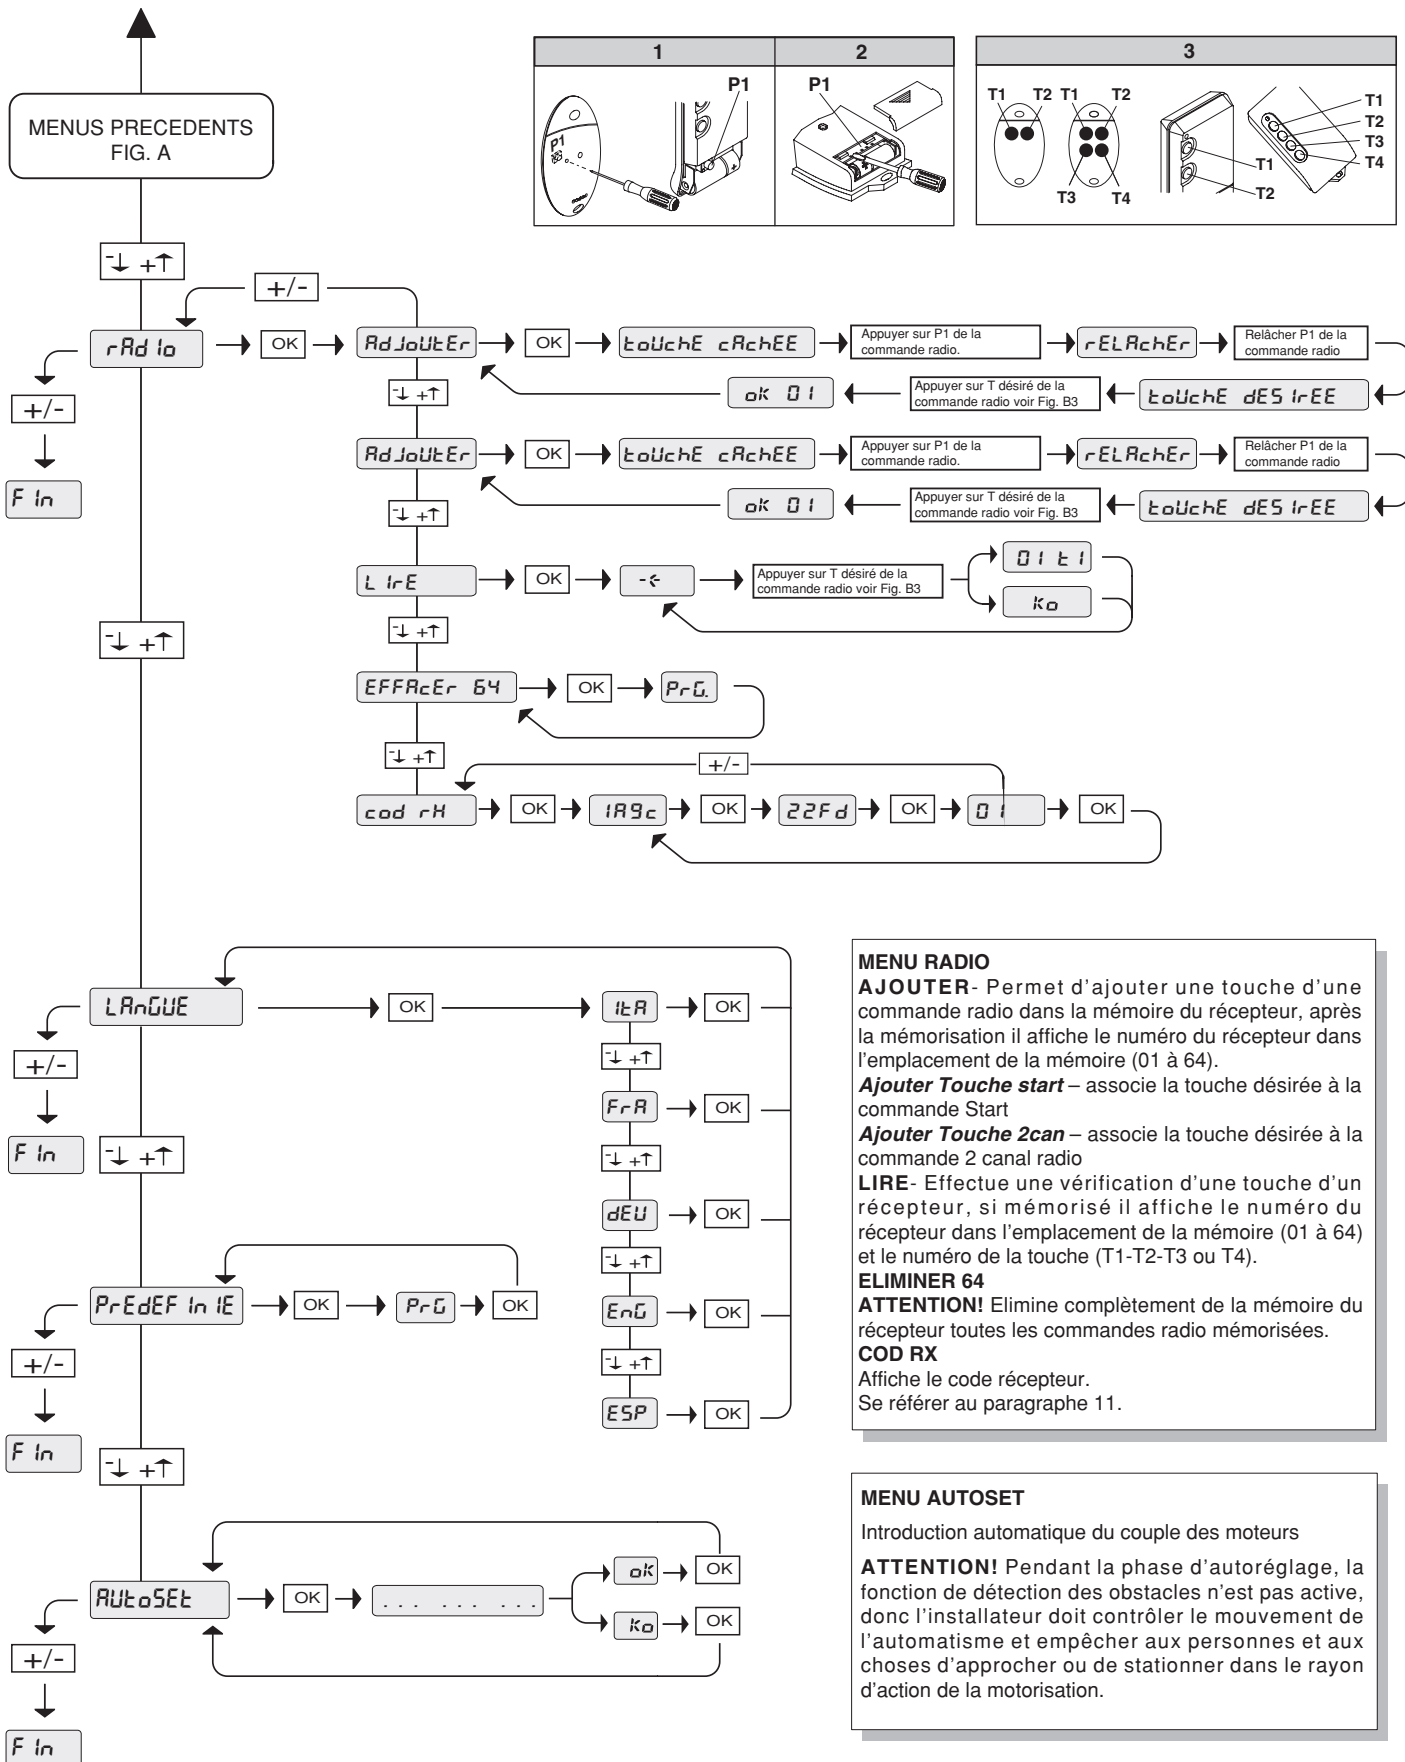 1
2
3
P1
P1
P1
T1
T2
T1
T2
T3
T4
T1
T2
T1
T2
T3
T4
MENUS PRECEDENTS
FIG. A
-↓ +↑
+/-
rAdIo
OK
AdJoUtEr
OK
toUchE cAchEE
Appuyer sur P1 de la
commande radio.
rELAchEr
Relâcher P1 de la
commande radio
+/-
FIn
-↓ +↑
ok 01
Appuyer sur T désiré de la
commande radio voir Fig. B3
toUchE dESIrEE
AdJoUtEr
OK
toUchE cAchEE
Appuyer sur P1 de la
commande radio.
rELAchEr
Relâcher P1 de la
commande radio
-↓ +↑
ok 01
Appuyer sur T désiré de la
commande radio voir Fig. B3
toUchE dESIrEE
LIrE
OK
-<-
Appuyer sur T désiré de la
commande radio voir Fig. B3
01 t1
Ko
-↓ +↑
-↓ +↑
EFFAcEr 64
OK
PrG.
-↓ +↑
+/-
cod rH
OK
1A9c
OK
22Fd
OK
01
OK
LAnGUE
OK
ItA
OK
+/-
FIn
-↓ +↑
-↓ +↑
FrA
OK
-↓ +↑
dEU
OK
-↓ +↑
EnG
OK
-↓ +↑
ESP
OK
PrEdEFInIE
OK
PrG
OK
+/-
FIn
-↓ +↑
AUtoSEt
OK
... ... ...
ok
OK
Ko
OK
+/-
FIn
MENU RADIO
AJOUTER- Permet d'ajouter une touche d'une
commande radio dans la mémoire du récepteur, après
la mémorisation il affiche le numéro du récepteur dans
l'emplacement de la mémoire (01 à 64).
Ajouter Touche start – associe la touche désirée à la
commande Start
Ajouter Touche 2can – associe la touche désirée à la
commande 2 canal radio
LIRE- Effectue une vérification d'une touche d'un
récepteur, si mémorisé il affiche le numéro du
récepteur dans l'emplacement de la mémoire (01 à 64)
et le numéro de la touche (T1-T2-T3 ou T4).
ELIMINER 64
ATTENTION! Elimine complètement de la mémoire du
récepteur toutes les commandes radio mémorisées.
COD RX
Affiche le code récepteur.
Se référer au paragraphe 11.
MENU AUTOSET
Introduction automatique du couple des moteurs
ATTENTION! Pendant la phase d'autoréglage, la
fonction de détection des obstacles n'est pas active,
donc l'installateur doit contrôler le mouvement de
l'automatisme et empêcher aux personnes et aux
choses d'approcher ou de stationner dans le rayon
d'action de la motorisation.